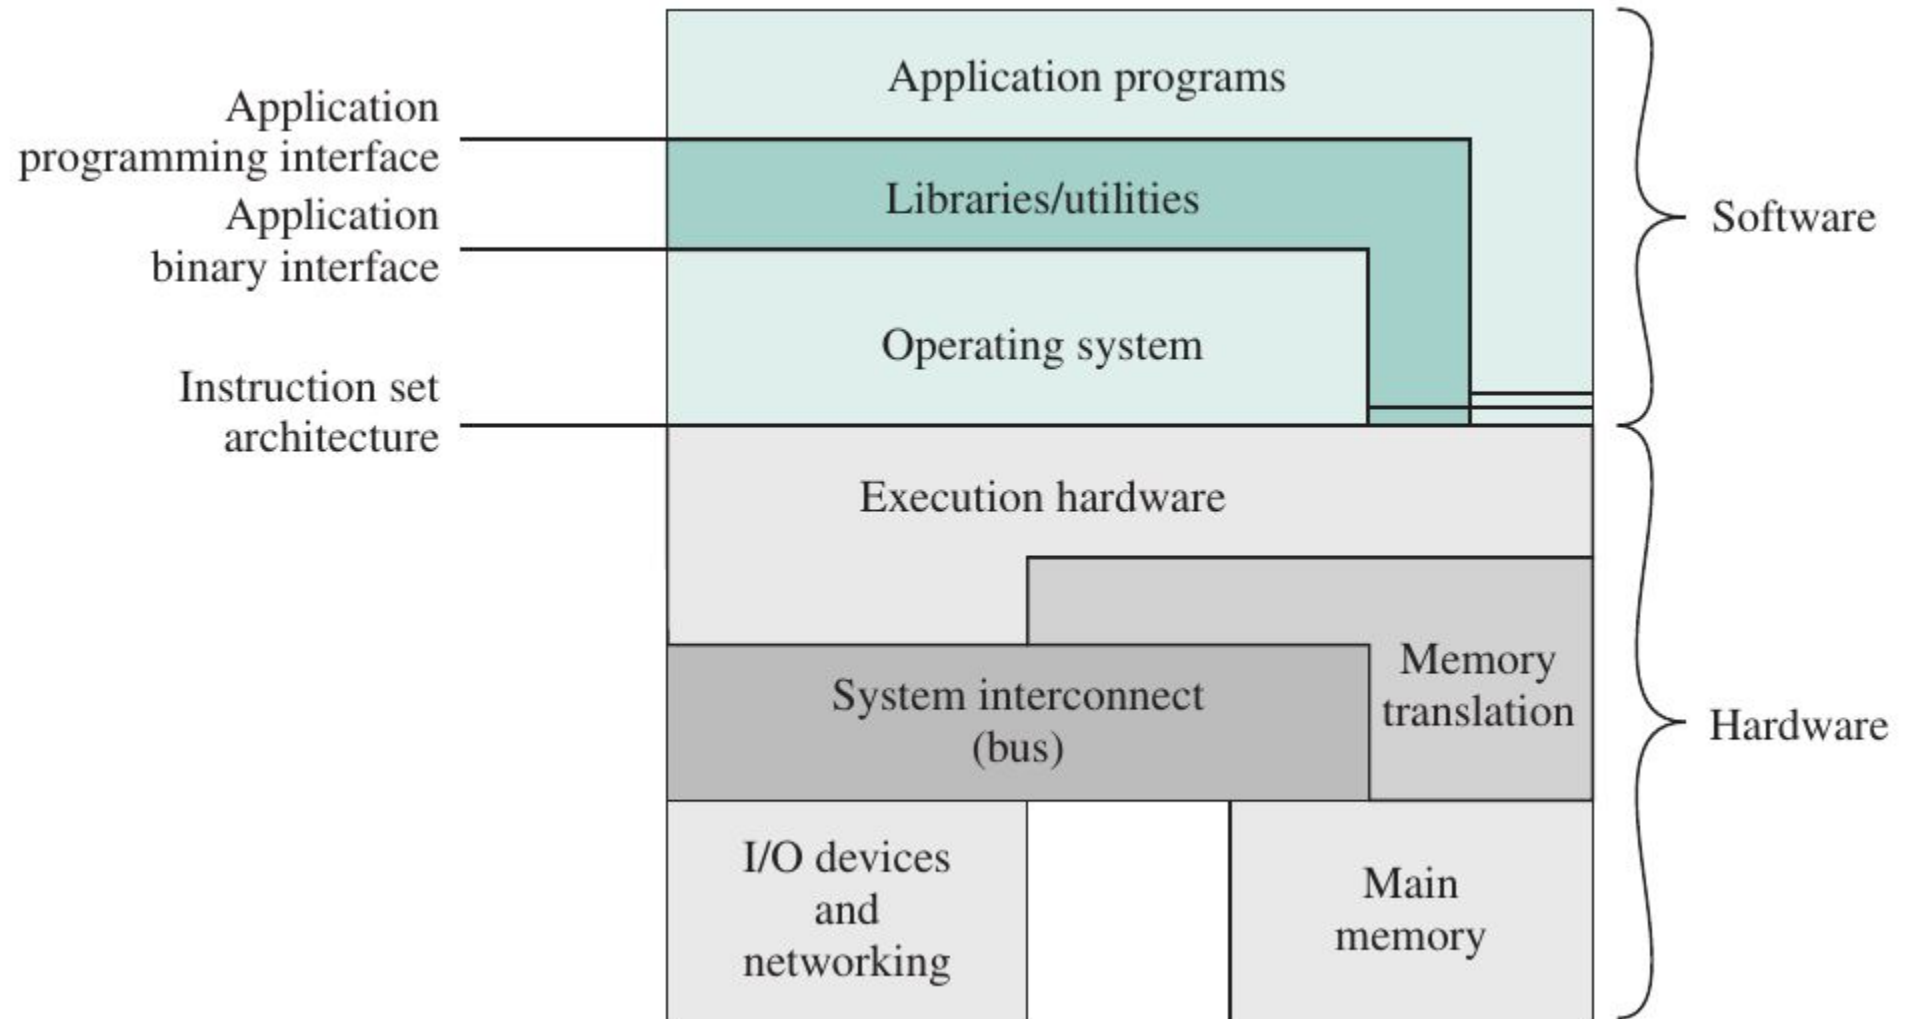 Application programs
Application
programming interface
Libraries/utilities
Application
binary interface
Software
Operating system
Instruction set
architecture
Execution hardware
Memory
translation
System interconnect
(bus)
Hardware
I/O devices
and
networking
Main
memory